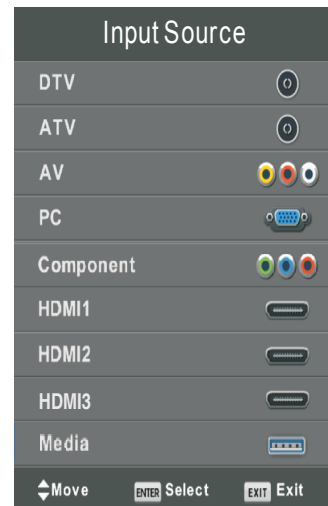 Input Source
DTV
ATV
AV
PC
Component
HDMI1
HDMI2
HDMI3
Media
Move ENTER Select EXIT Exit